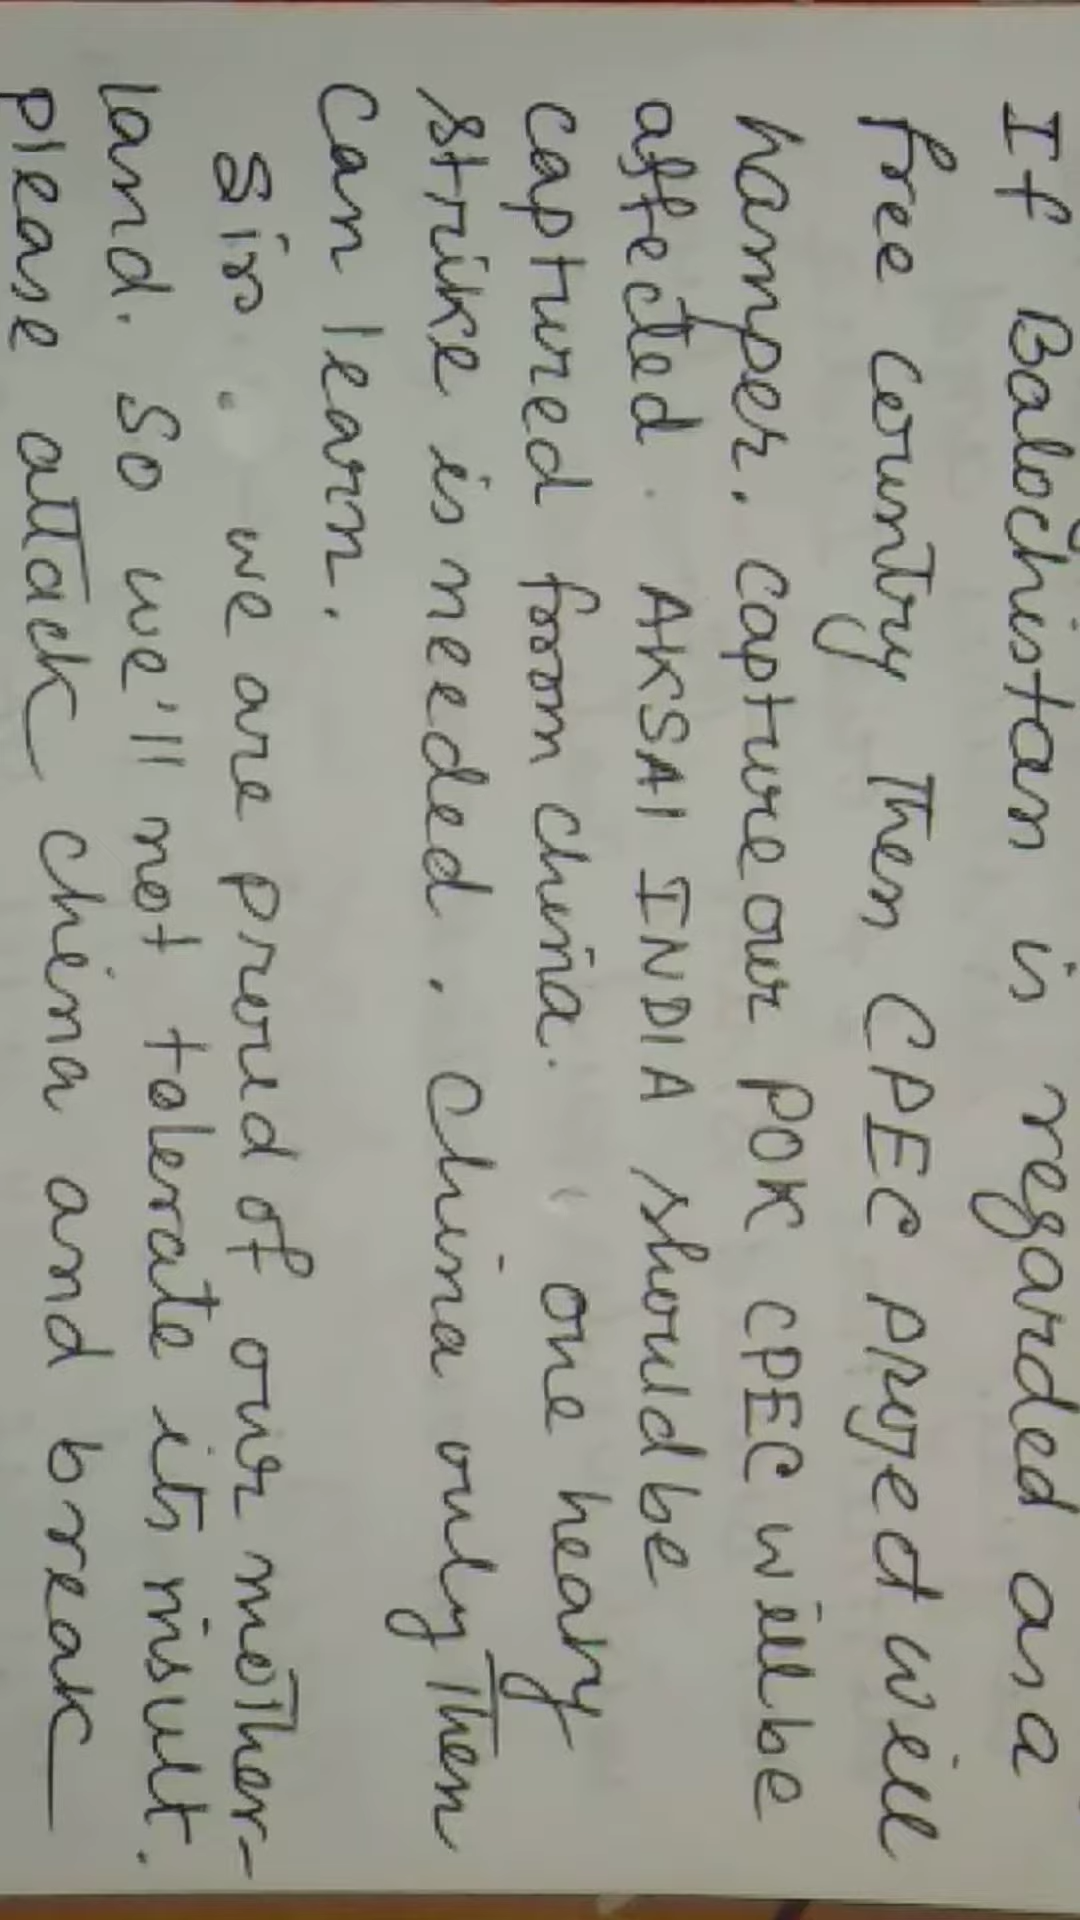 If Balochistan is regarded as a
free country Then CPEC project will
hamper. Capture our POK CPEC will be
affected. AKSAI INDIA should be
captured from china. one heavy
strike is needed. China only Then
can learn.
Sir. we are proud of our mother-
land. So we'll not tolerate its insult.
please attack china and break